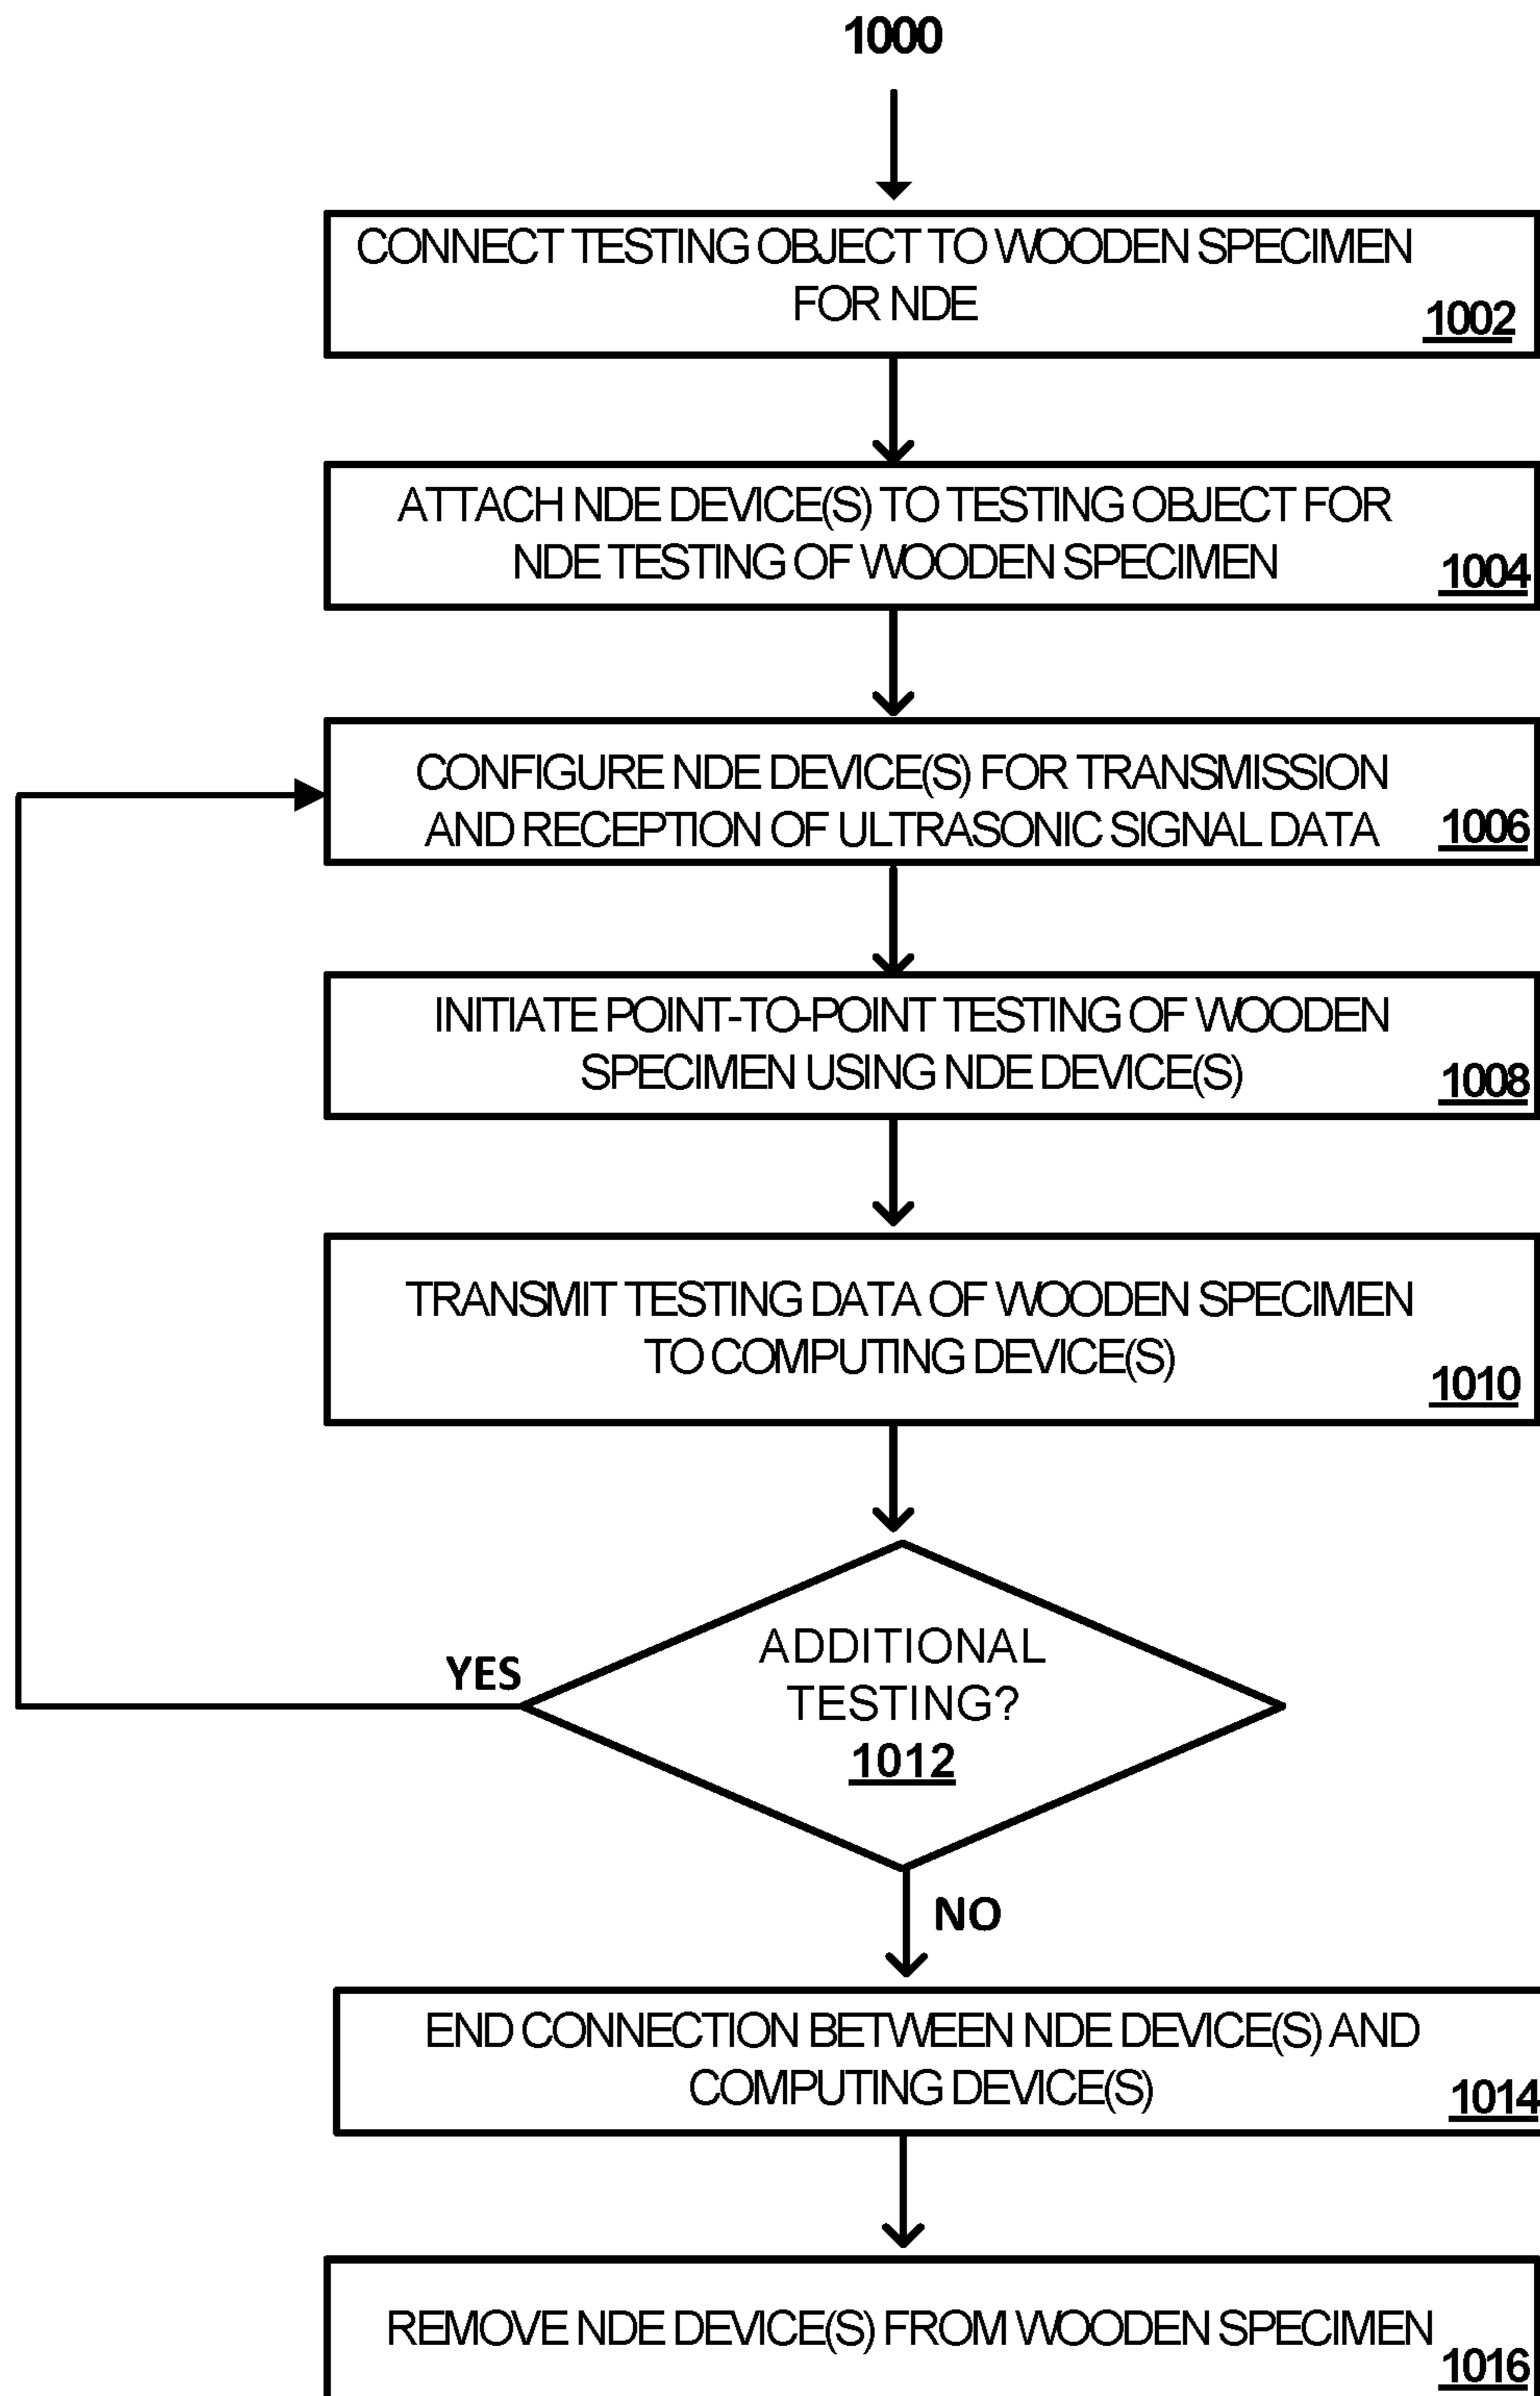 1000
CONNECT TESTING OBJECT TO WOODEN SPECIMEN
FOR NDE
1002
ATTACH NDE DEVICE(S) TO TESTING OBJECT FOR
NDE TESTING OF WOODEN SPECIMEN
1004
CONFIGURE NDE DEVICE(S) FOR TRANSMISSION
AND RECEPTION OF ULTRASONIC SIGNAL DATA
1006
INITIATE POINT-TO-POINT TESTING OF WOODEN
SPECIMEN USING NDE DEVICE(S)
1008
TRANSMIT TESTING DATA OF WOODEN SPECIMEN
TO COMPUTING DEVICE(S)
1010
ADDITIONAL
TESTING?
1012
YES
NO
END CONNECTION BETWEEN NDE DEVICE(S) AND
COMPUTING DEVICE(S)
1014
REMOVE NDE DEVICE(S) FROM WOODEN SPECIMEN
1016